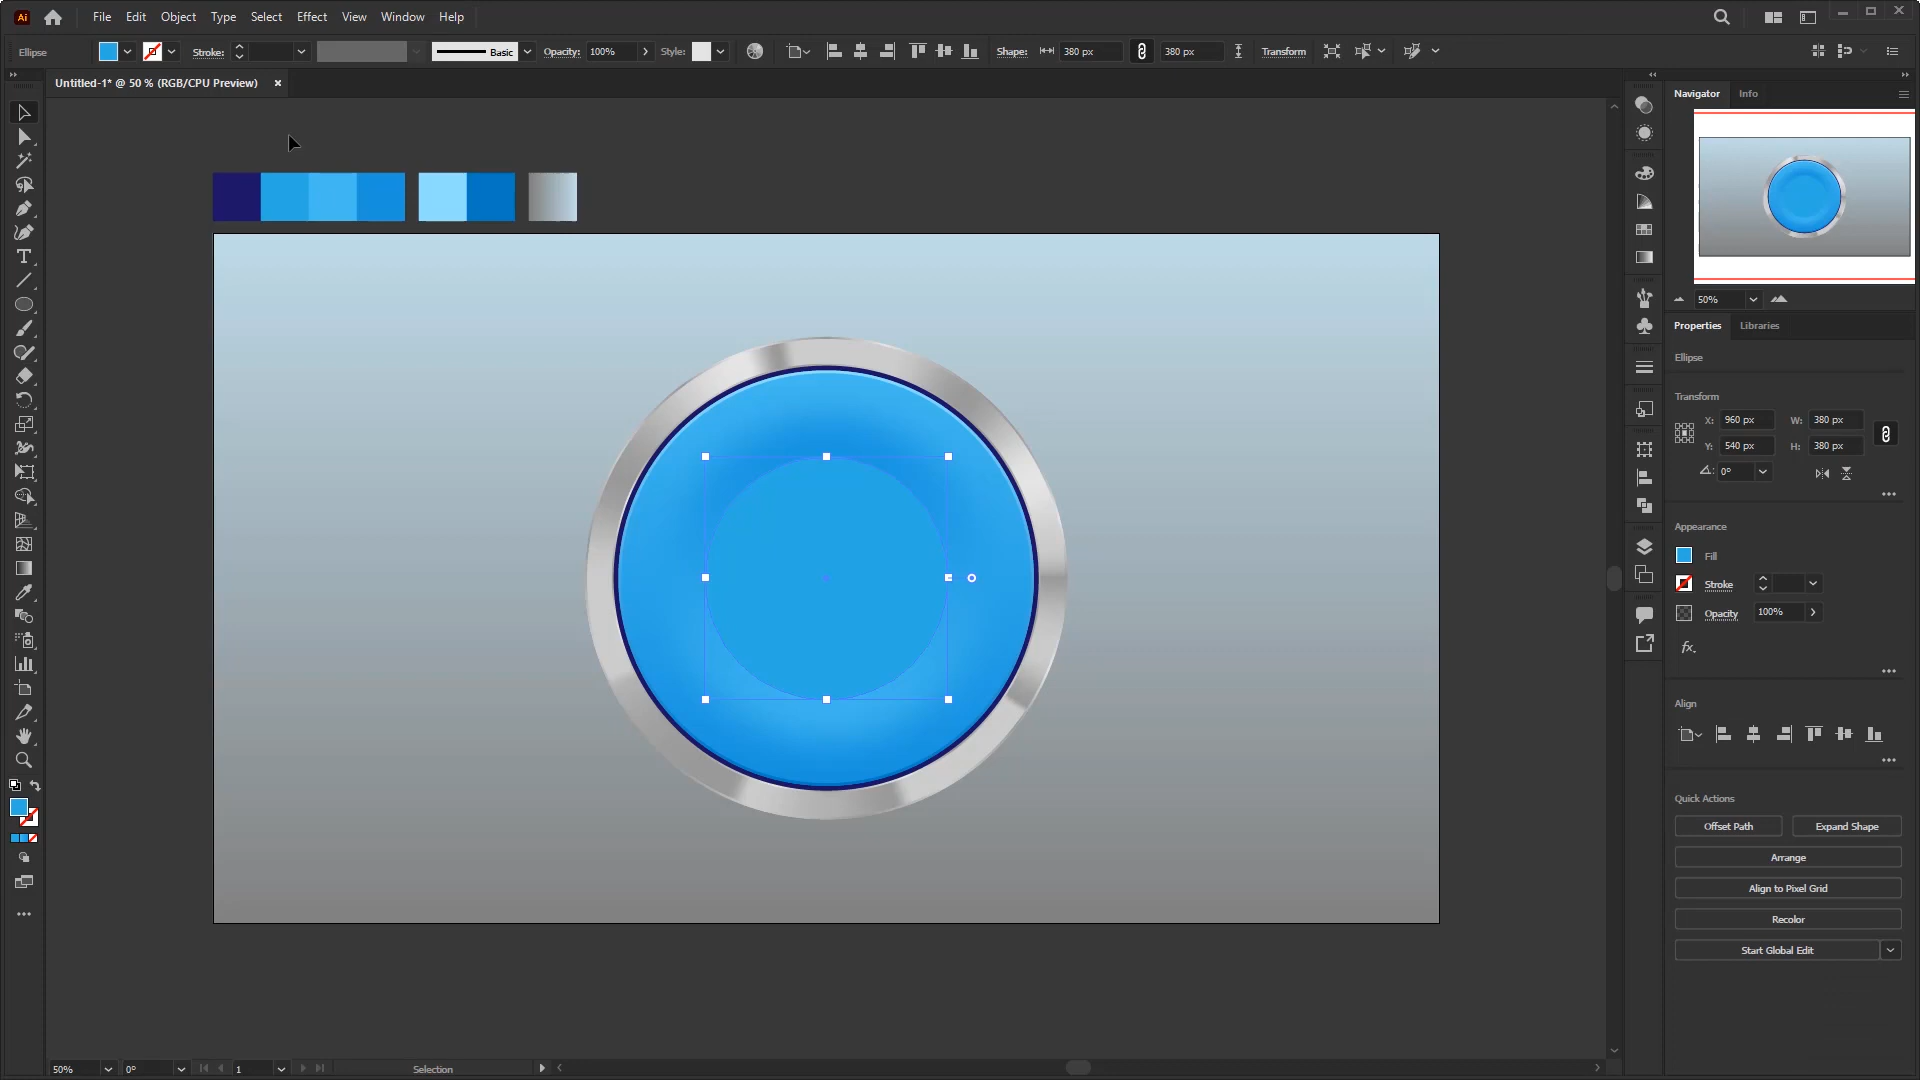 Ai File Edit Object Type Select Effect View Window Help
Ellipse Stroke: Basic Opacity: 100% Style: Shape: 380 px 380 px Transform
Untitled-1* @ 50 % (RGB/CPU Preview) ×
Navigator Info
50%
Properties Libraries
Ellipse
Transform
X: 960 px W: 380 px
Y: 540 px H: 380 px
0°
Appearance
Fill
Stroke
Opacity 100%
fx.
Align
Quick Actions
Offset Path Expand Shape
Arrange
Align to Pixel Grid
Recolor
Start Global Edit
50% 0° 1 Selection